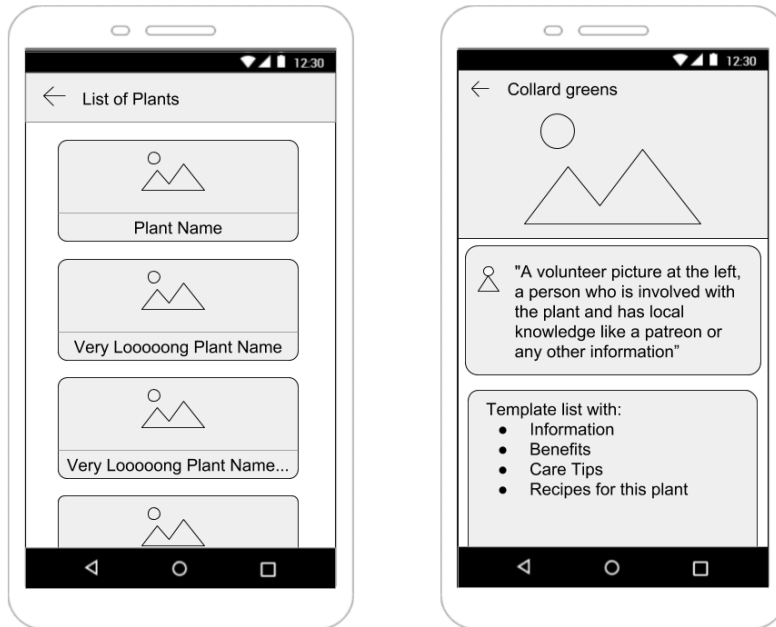 12:30
List of Plants
Plant Name
Very Looooong Plant Name
Very Looooong Plant Name...
12:30
Collard greens
"A volunteer picture at the left,
a person who is involved with
the plant and has local
knowledge like a patreon or
any other information”
Template list with:
● Information
● Benefits
● Care Tips
● Recipes for this plant